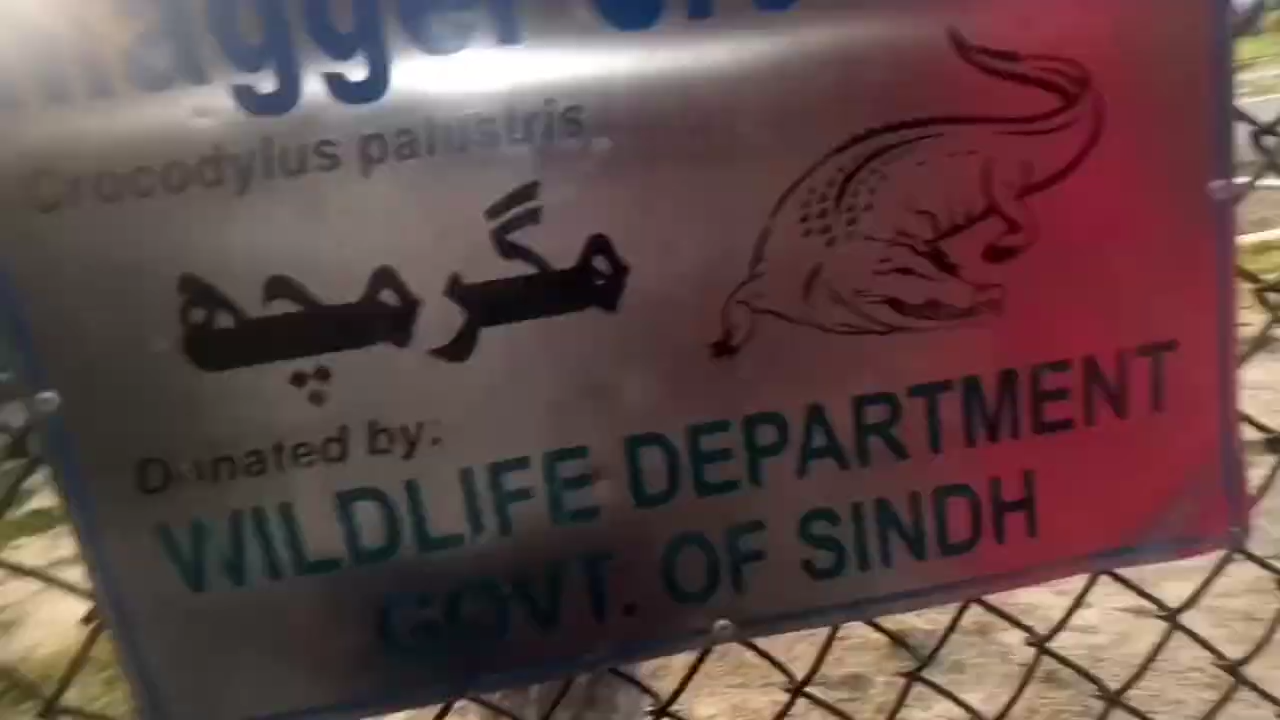 Crocodylus palustris
مگرمچھ
Donated by:
WILDLIFE DEPARTMENT
GOVT. OF SINDH